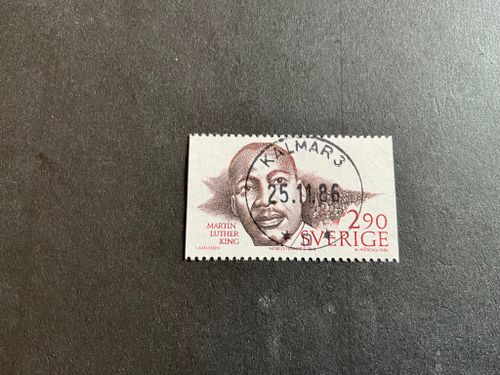 KALMAR 3
25.11.86
MARTIN
LUTHER
KING
2.90
SVERIGE